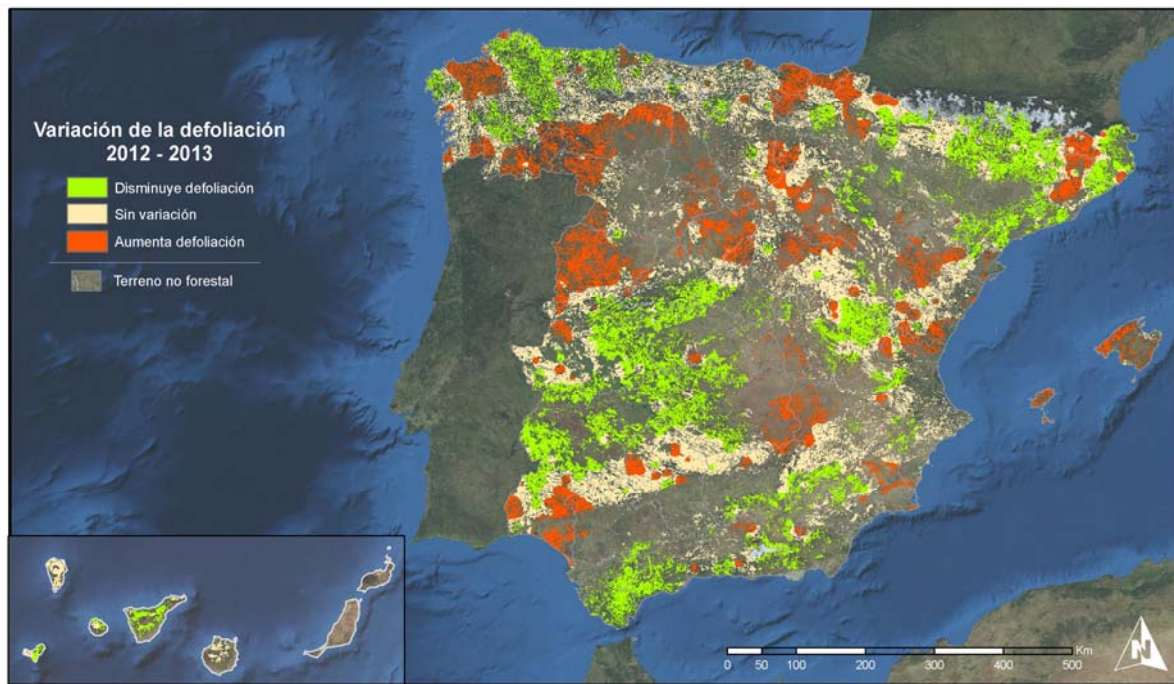 Variación de la defoliación
2012 - 2013
Disminuye defoliación
Sin variación
Aumenta defoliación
Terreno no forestal
Km
0 50 100 200 300 400 500
N